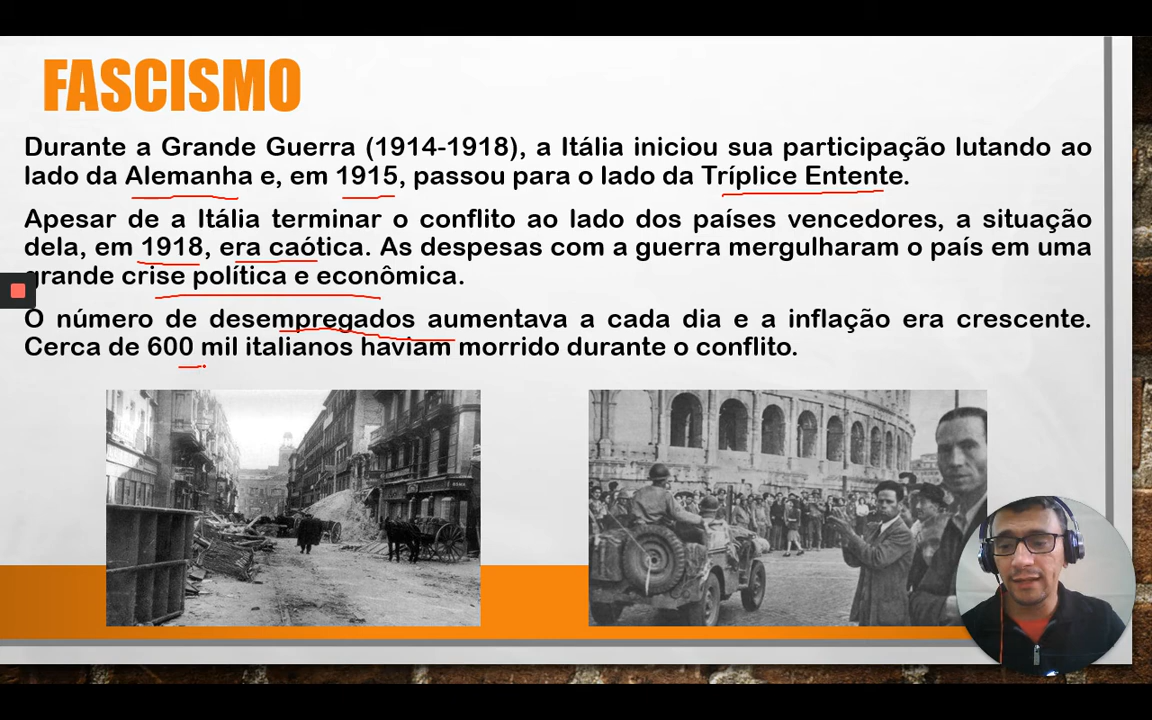 FASCISMO
Durante a Grande Guerra (1914-1918), a Itália iniciou sua participação lutando ao
lado da Alemanha e, em 1915, passou para o lado da Tríplice Entente.
Apesar de a Itália terminar o conflito ao lado dos países vencedores, a situação
dela, em 1918, era caótica. As despesas com a guerra mergulharam o país em uma
grande crise política e econômica.
O número de desempregados aumentava a cada dia e a inflação era crescente.
Cerca de 600 mil italianos haviam morrido durante o conflito.